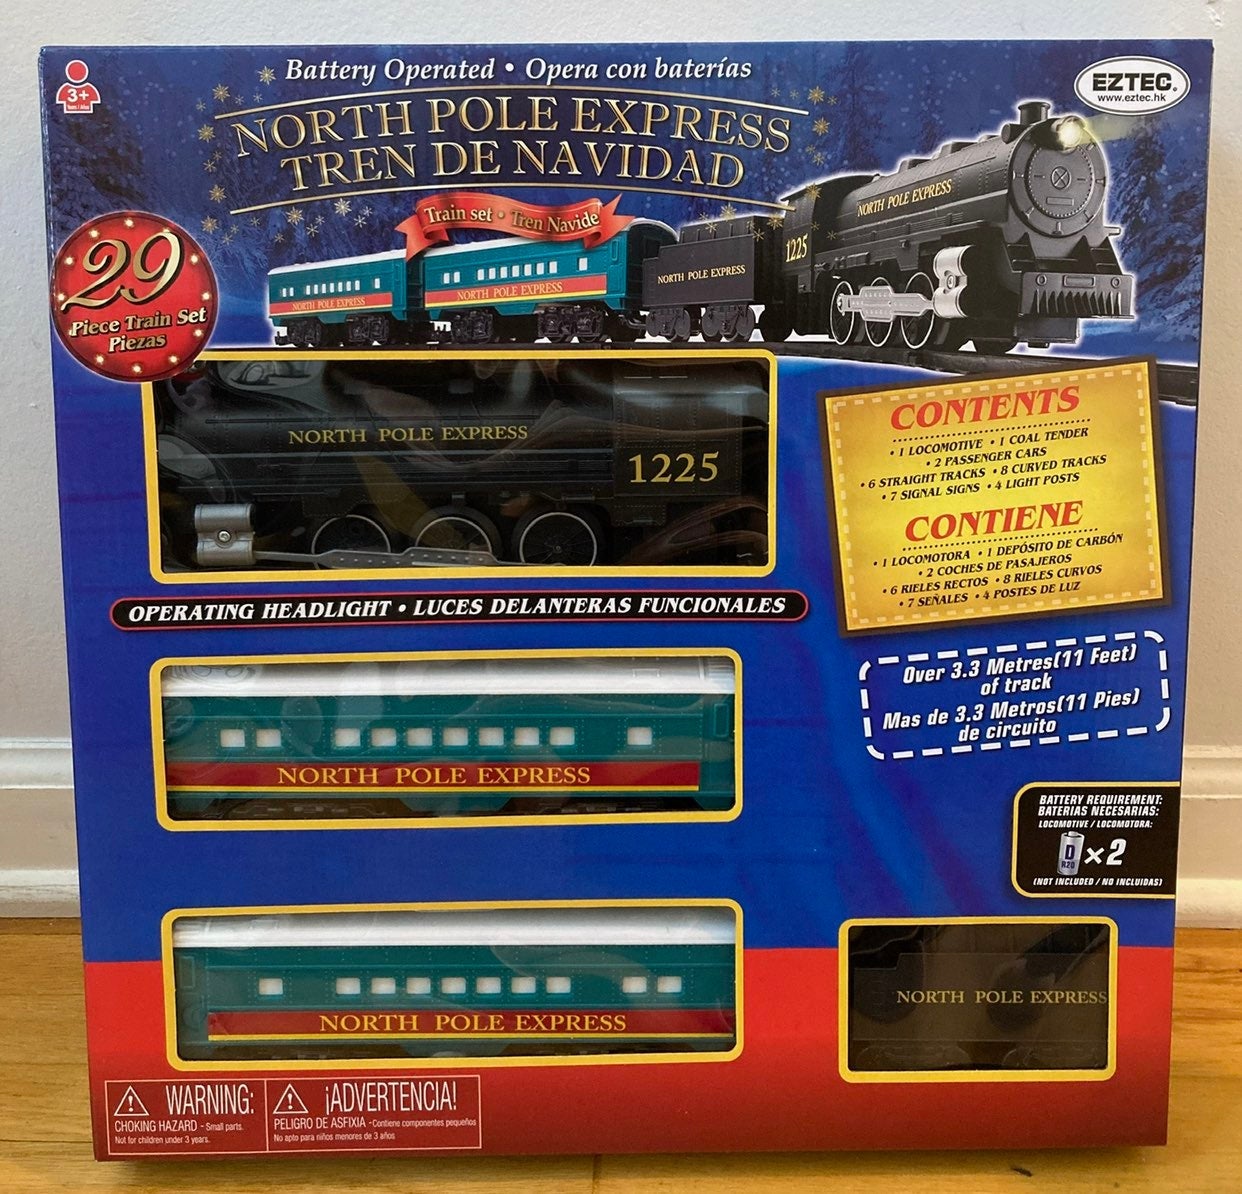 Battery Operated • Opera con baterías
3+
EZTEC®
www.eztec.hk
NORTH POLE EXPRESS
TREN DE NAVIDAD
Train set • Tren Navide
29
Piece Train Set
Piezas
NORTH POLE EXPRESS
NORTH POLE EXPRESS
NORTH POLE EXPRESS
1225
NORTH POLE EXPRESS
NORTH POLE EXPRESS
1225
CONTENTS
• 1 LOCOMOTIVE • 1 COAL TENDER
• 2 PASSENGER CARS
• 6 STRAIGHT TRACKS • 8 CURVED TRACKS
• 7 SIGNAL SIGNS • 4 LIGHT POSTS
CONTIENE
• 1 LOCOMOTORA • 1 DEPÓSITO DE CARBÓN
• 2 COCHES DE PASAJEROS
• 6 RIELES RECTOS • 8 RIELES CURVOS
• 7 SEÑALES • 4 POSTES DE LUZ
OPERATING HEADLIGHT • LUCES DELANTERAS FUNCIONALES
Over 3.3 Metres(11 Feet)
of track
Mas de 3.3 Metros(11 Pies)
de circuito
NORTH POLE EXPRESS
BATTERY REQUIREMENT:
BATERIAS NECESARIAS:
LOCOMOTIVE / LOCOMOTORA:
D
R20
×2
(NOT INCLUDED / NO INCLUIDAS)
NORTH POLE EXPRESS
NORTH POLE EXPRESS
WARNING:
CHOKING HAZARD - Small parts.
Not for children under 3 years.
¡ADVERTENCIA!
PELIGRO DE ASFIXIA - Contiene componentes pequeños
No apto para niños menores de 3 años